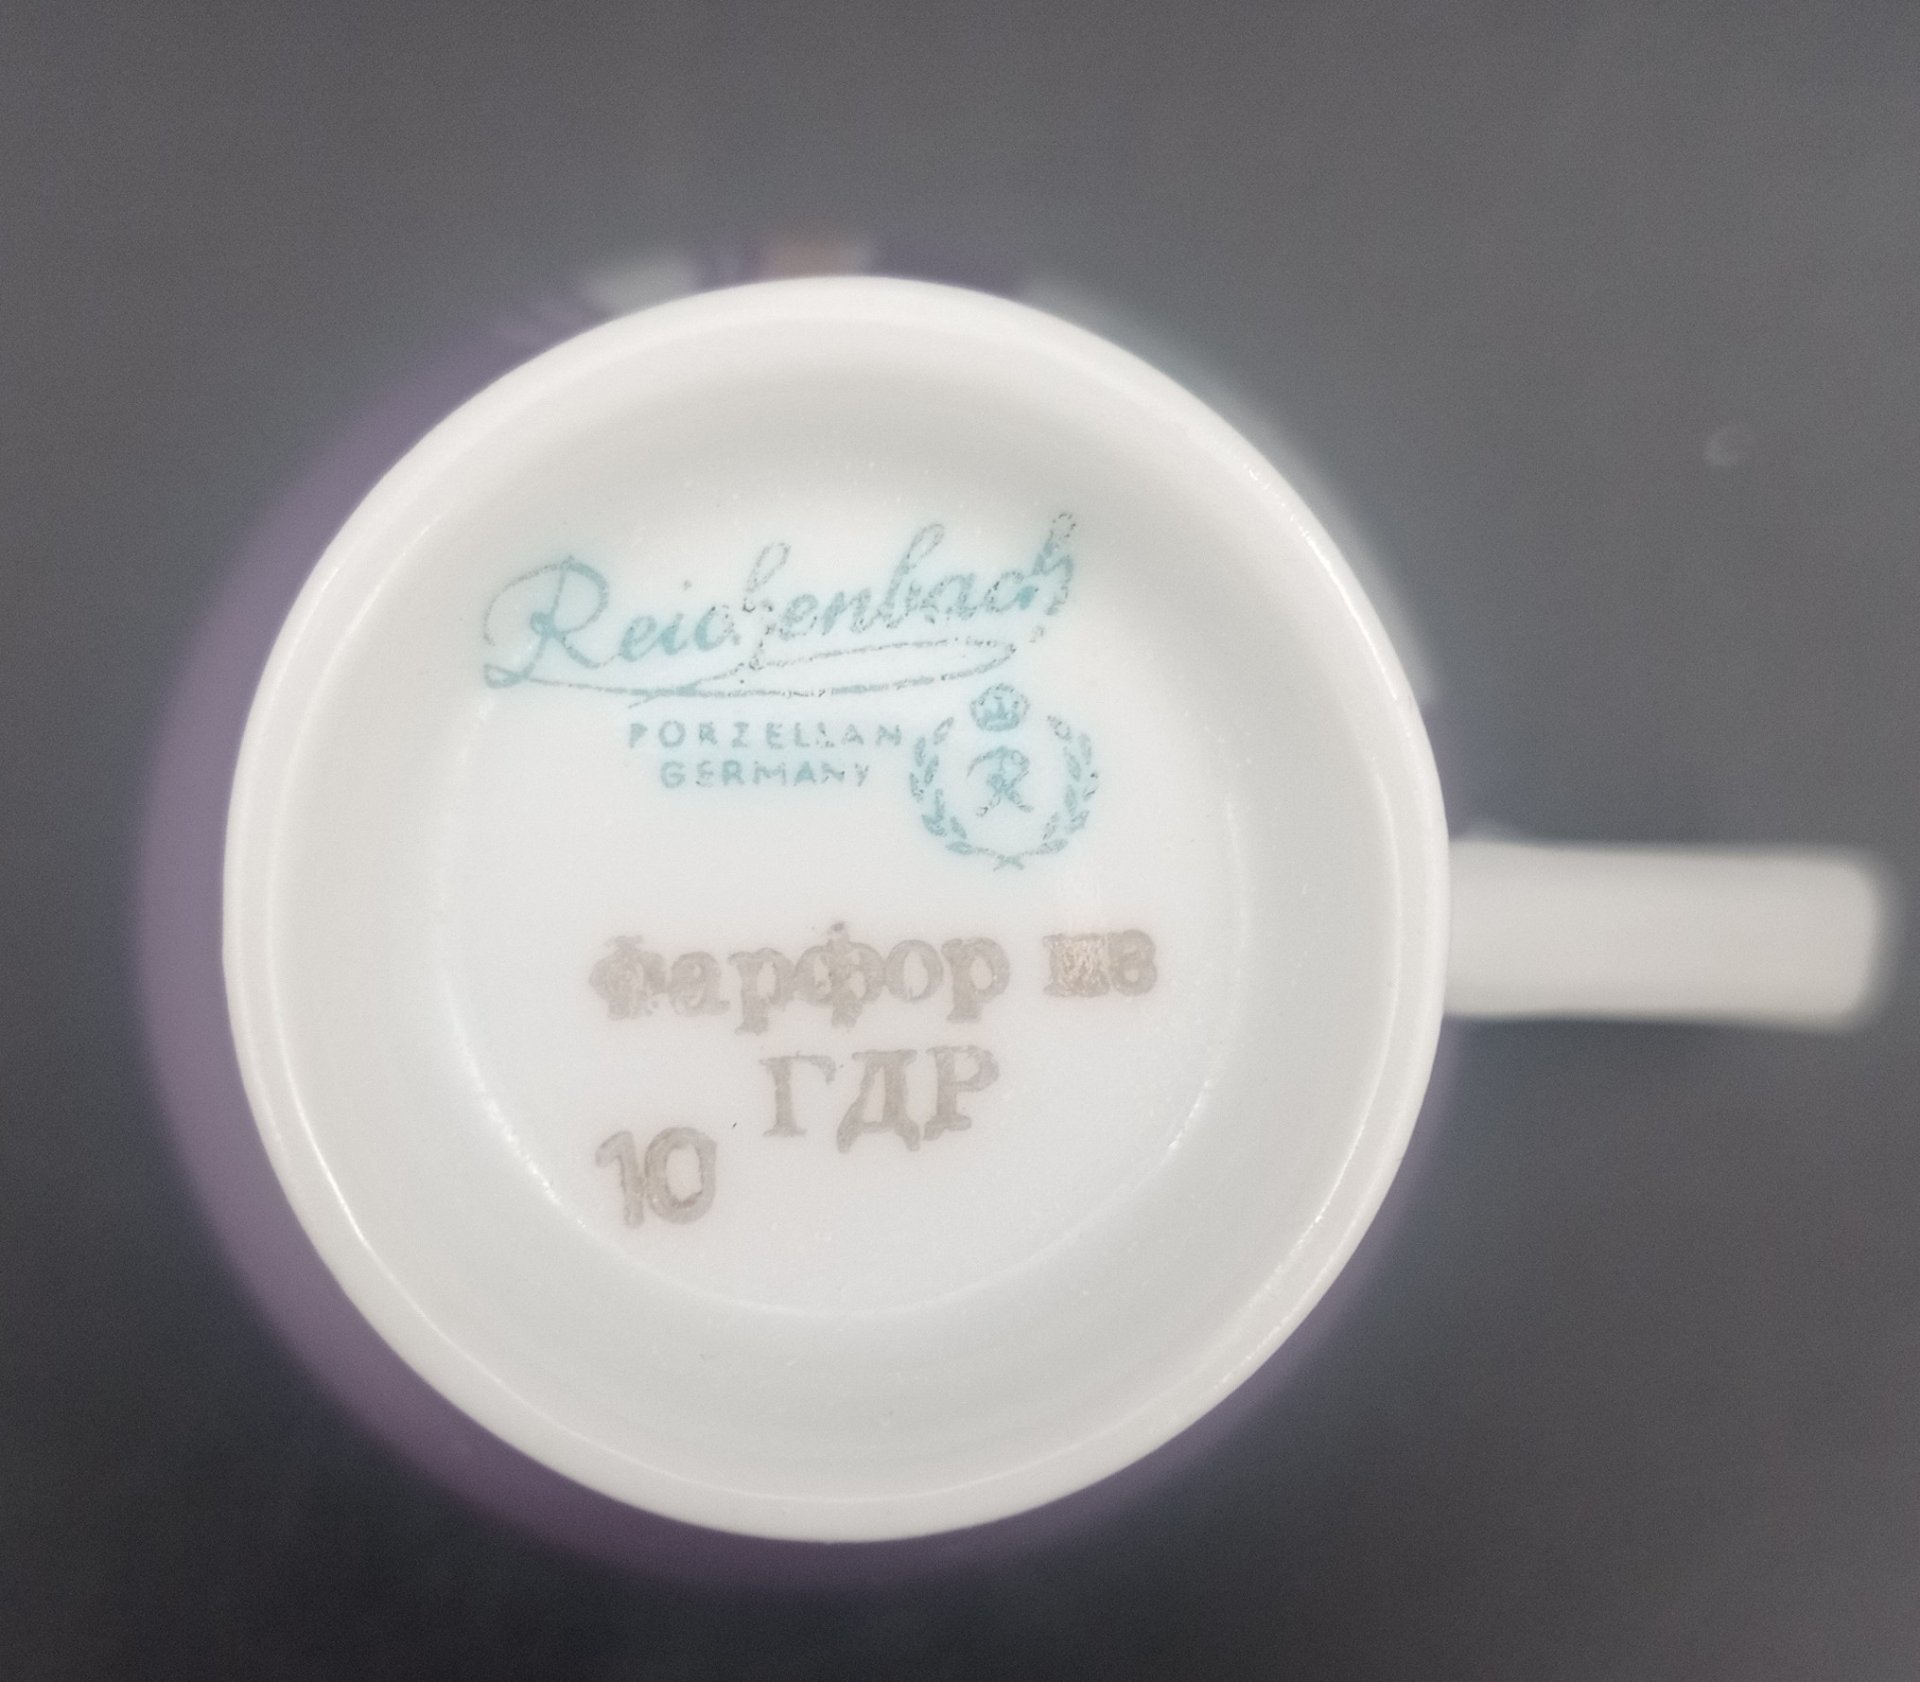 Reichenbach
PORZELLAN
GERMANY
R
Фарфор из
ГДР
10